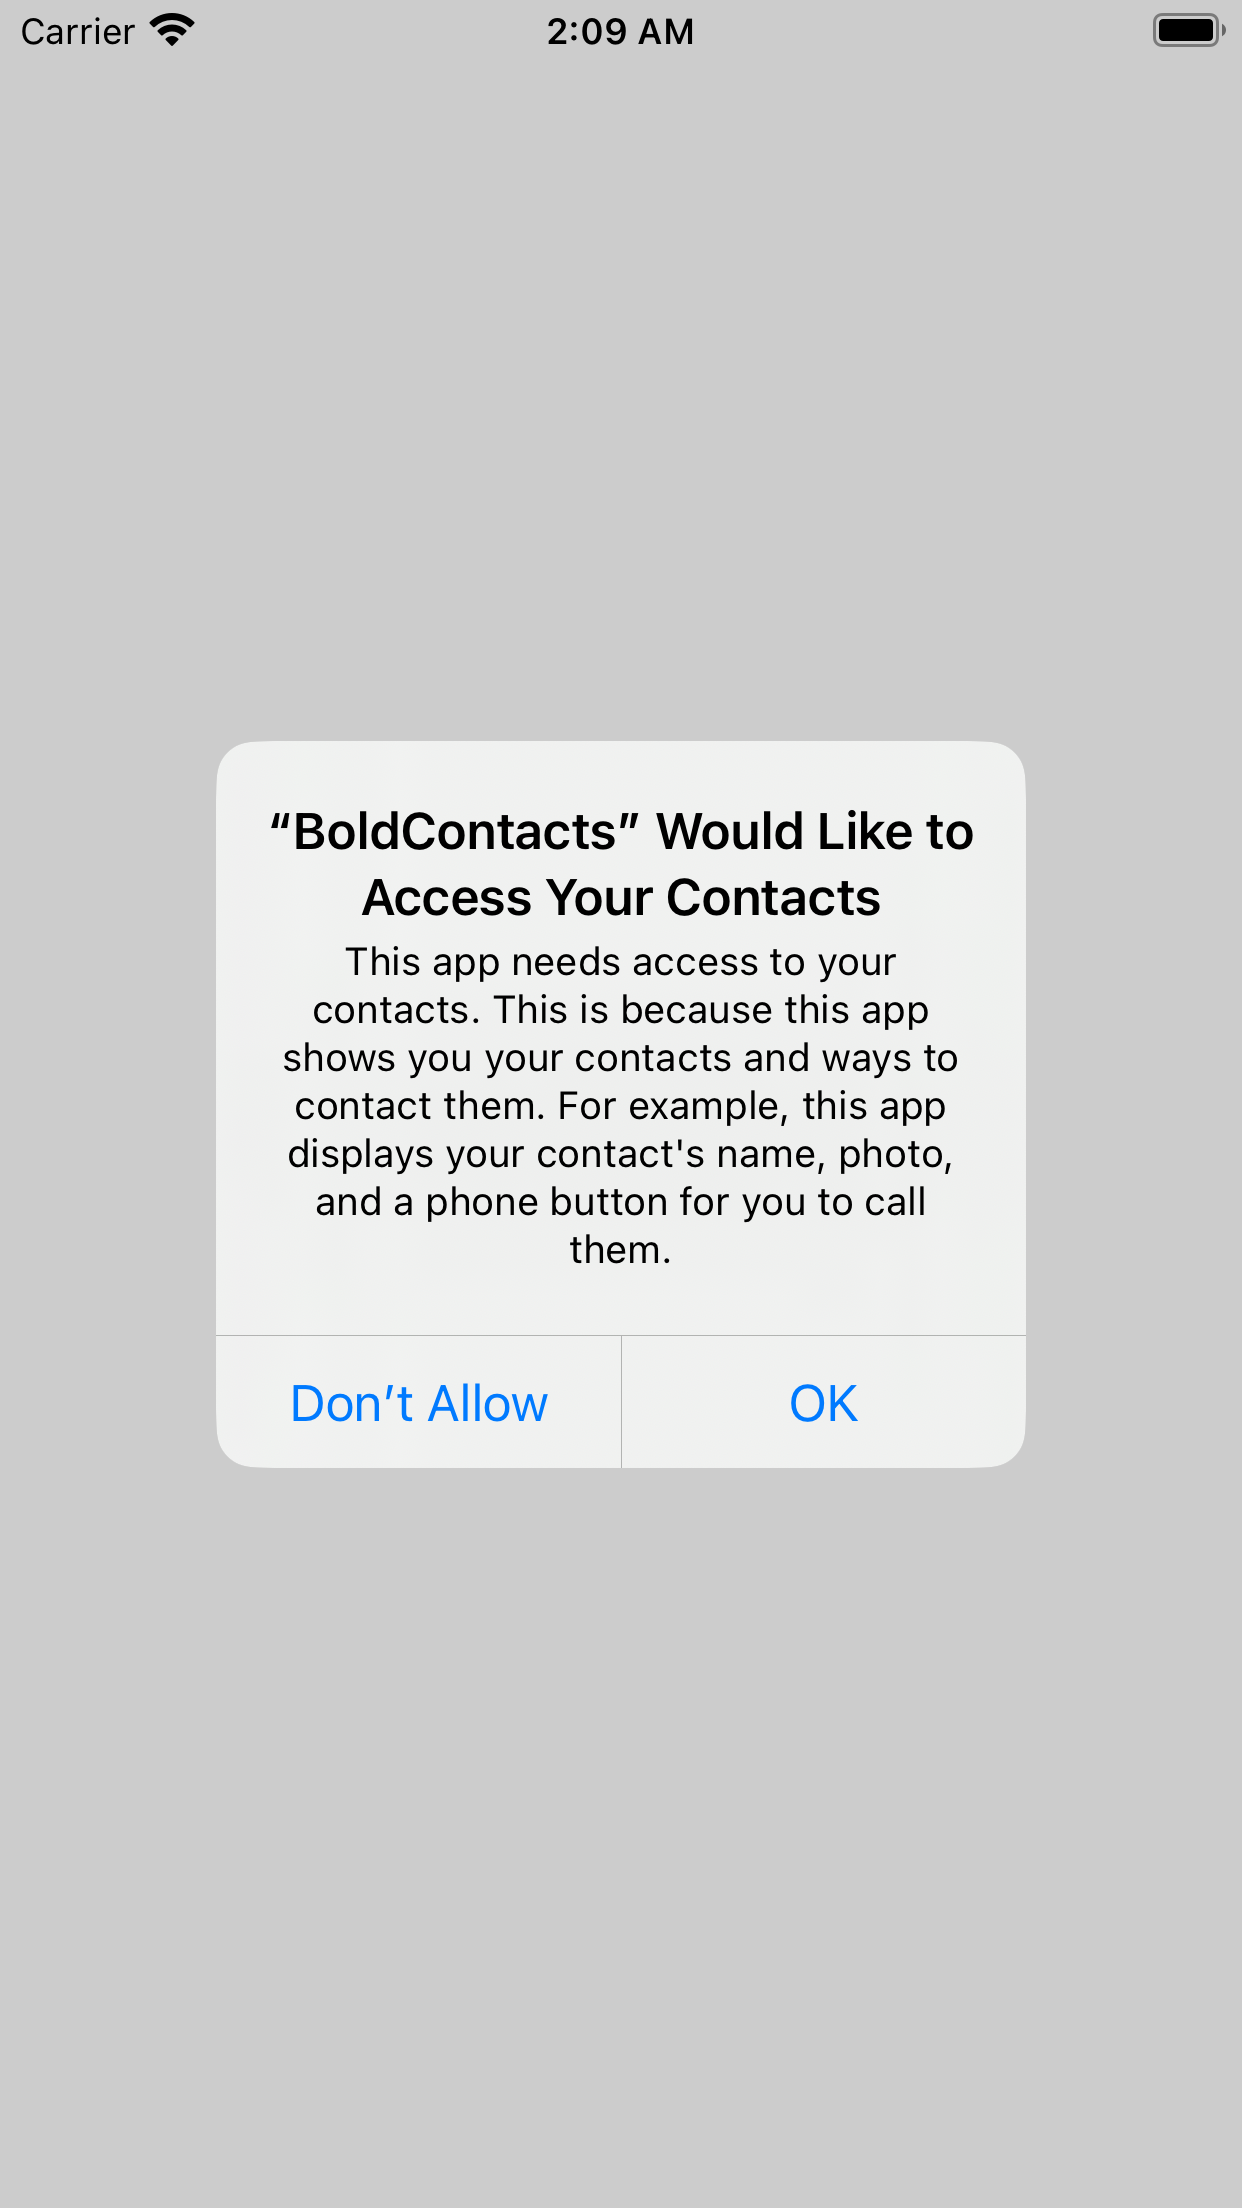 Carrier 2:09 AM
“BoldContacts” Would Like to
Access Your Contacts
This app needs access to your
contacts. This is because this app
shows you your contacts and ways to
contact them. For example, this app
displays your contact's name, photo,
and a phone button for you to call
them.
Don’t Allow OK